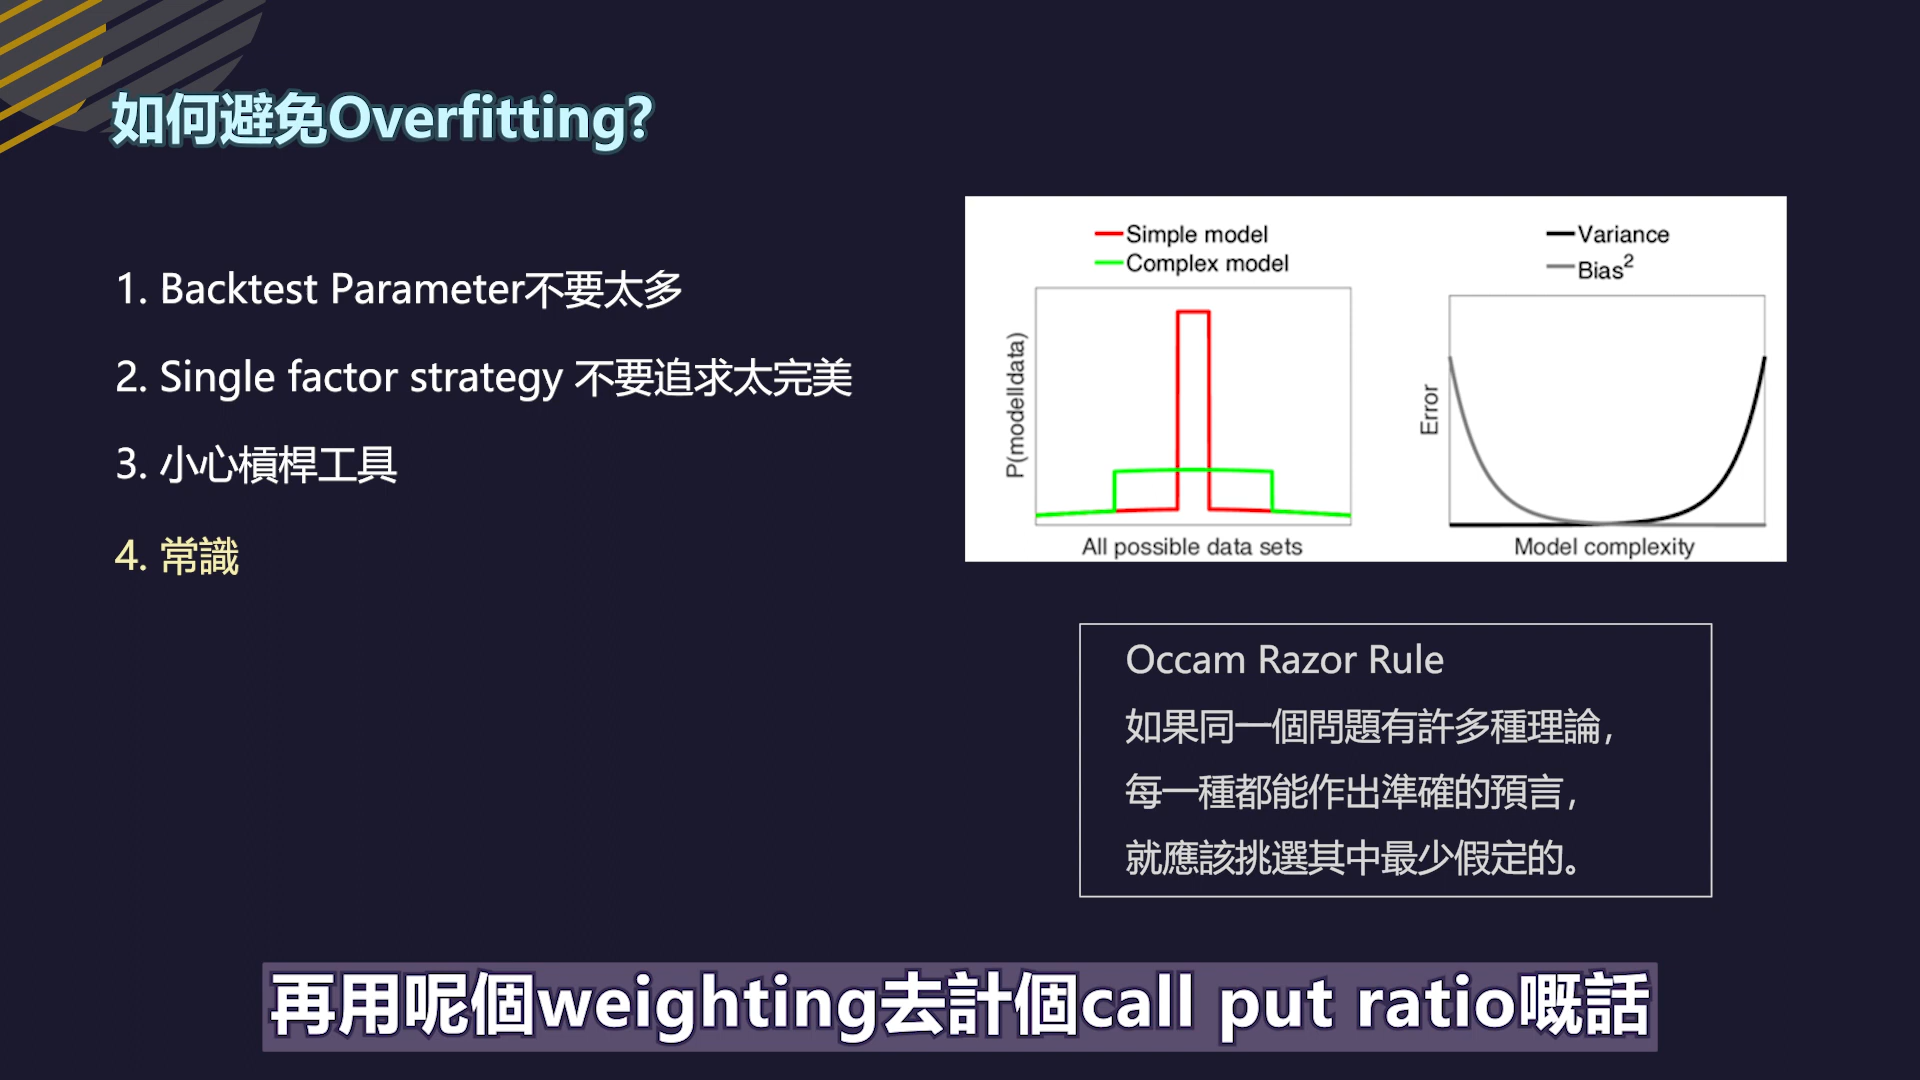 如何避免Overfitting?
1. Backtest Parameter不要太多
2. Single factor strategy 不要追求太完美
3. 小心槓桿工具
4. 常識
Simple model
Complex model
P(modelldata)
All possible data sets
Variance
Bias²
Error
Model complexity
Occam Razor Rule
如果同一個問題有許多種理論，
每一種都能作出準確的預言，
就應該挑選其中最少假定的。
再用呢個weighting去計個call put ratio嘅話